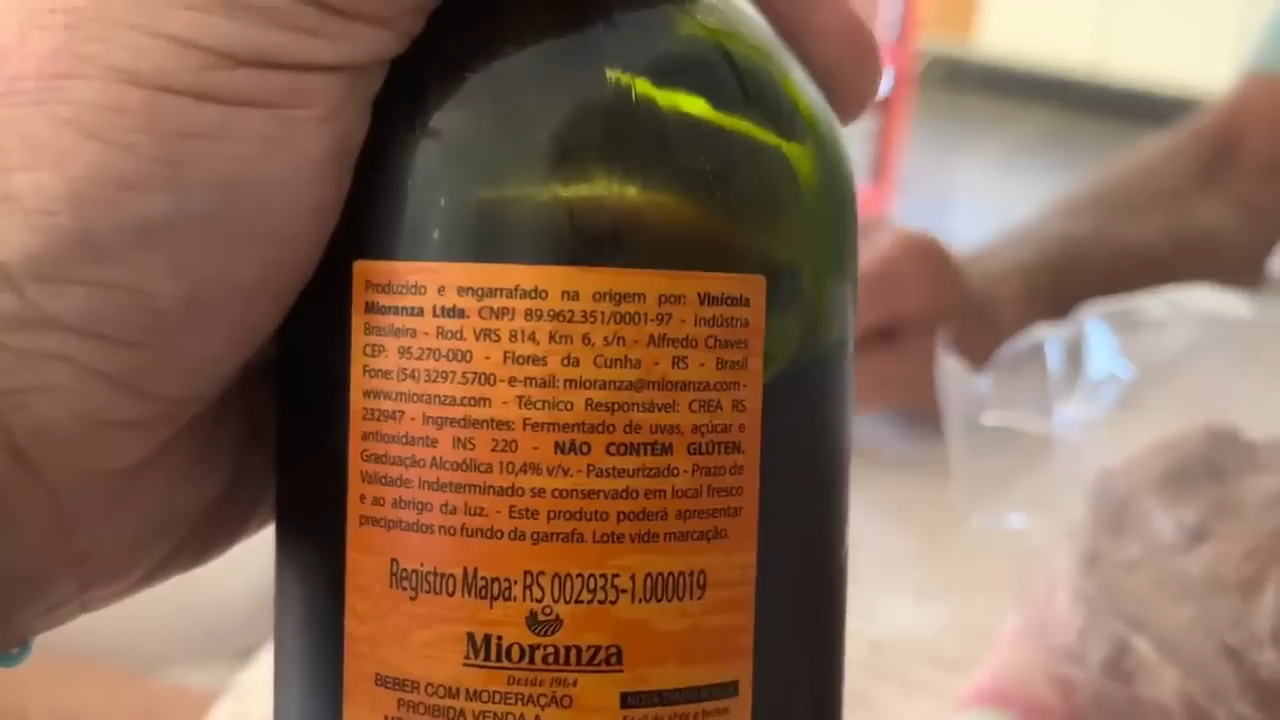 Produzido e engarrafado na origem por: Vinícola
Mioranza Ltda. CNPJ 89.962.351/0001-97 - Indústria
Brasileira - Rod. VRS 814, Km 6, s/n - Alfredo Chaves
CEP: 95.270-000 - Flores da Cunha - RS - Brasil
Fone: (54) 3297.5700 - e-mail: mioranza@mioranza.com -
www.mioranza.com - Técnico Responsável: CREA RS
232947 - Ingredientes: Fermentado de uvas, açúcar e
antioxidante INS 220 - NÃO CONTÉM GLÚTEN.
Graduação Alcoólica 10,4% v/v. - Pasteurizado - Prazo de
Validade: Indeterminado se conservado em local fresco
e ao abrigo da luz. - Este produto poderá apresentar
precipitados no fundo da garrafa. Lote vide marcação.
Registro Mapa: RS 002935-1.000019
Mioranza
Desde 1964
BEBER COM MODERAÇÃO
PROIBIDA VENDA A